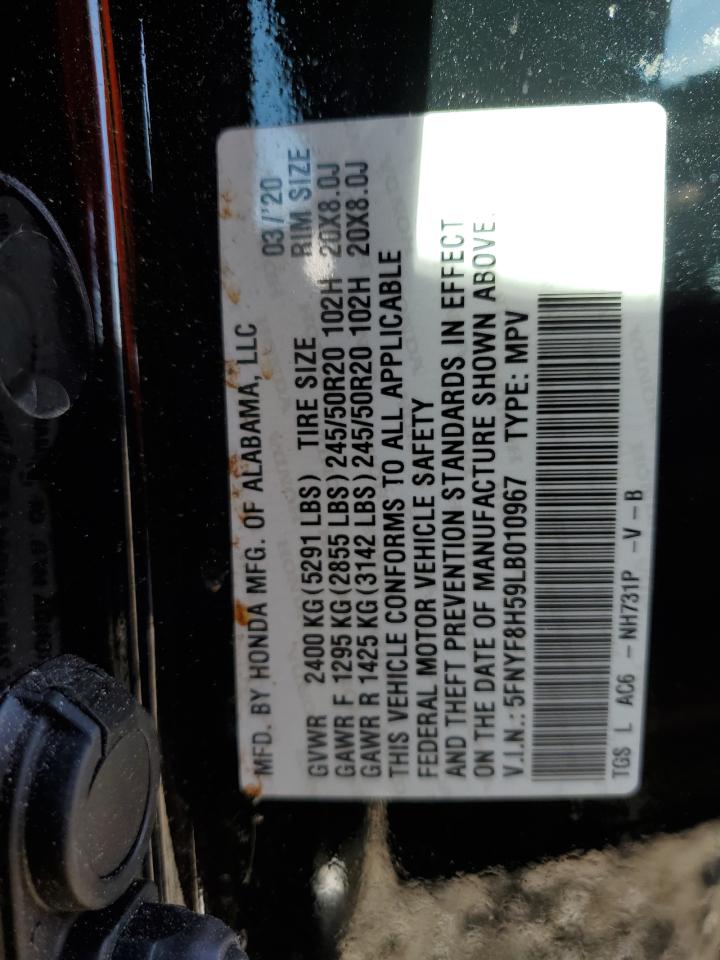 MFD. BY HONDA MFG. OF ALABAMA, LLC 03/'20
GVWR 2400 KG(5291 LBS) TIRE SIZE RIM SIZE
GAWR F 1295 KG(2855 LBS)245/50R20 102H 20X8.0J
GAWR R 1425 KG(3142 LBS)245/50R20 102H 20X8.0J
THIS VEHICLE CONFORMS TO ALL APPLICABLE
FEDERAL MOTOR VEHICLE SAFETY
AND THEFT PREVENTION STANDARDS IN EFFECT
ON THE DATE OF MANUFACTURE SHOWN ABOVE.
V.I.N.: 5FNYF8H59LB010967 TYPE: MPV
TGS L AC6 -NH731P -V-B